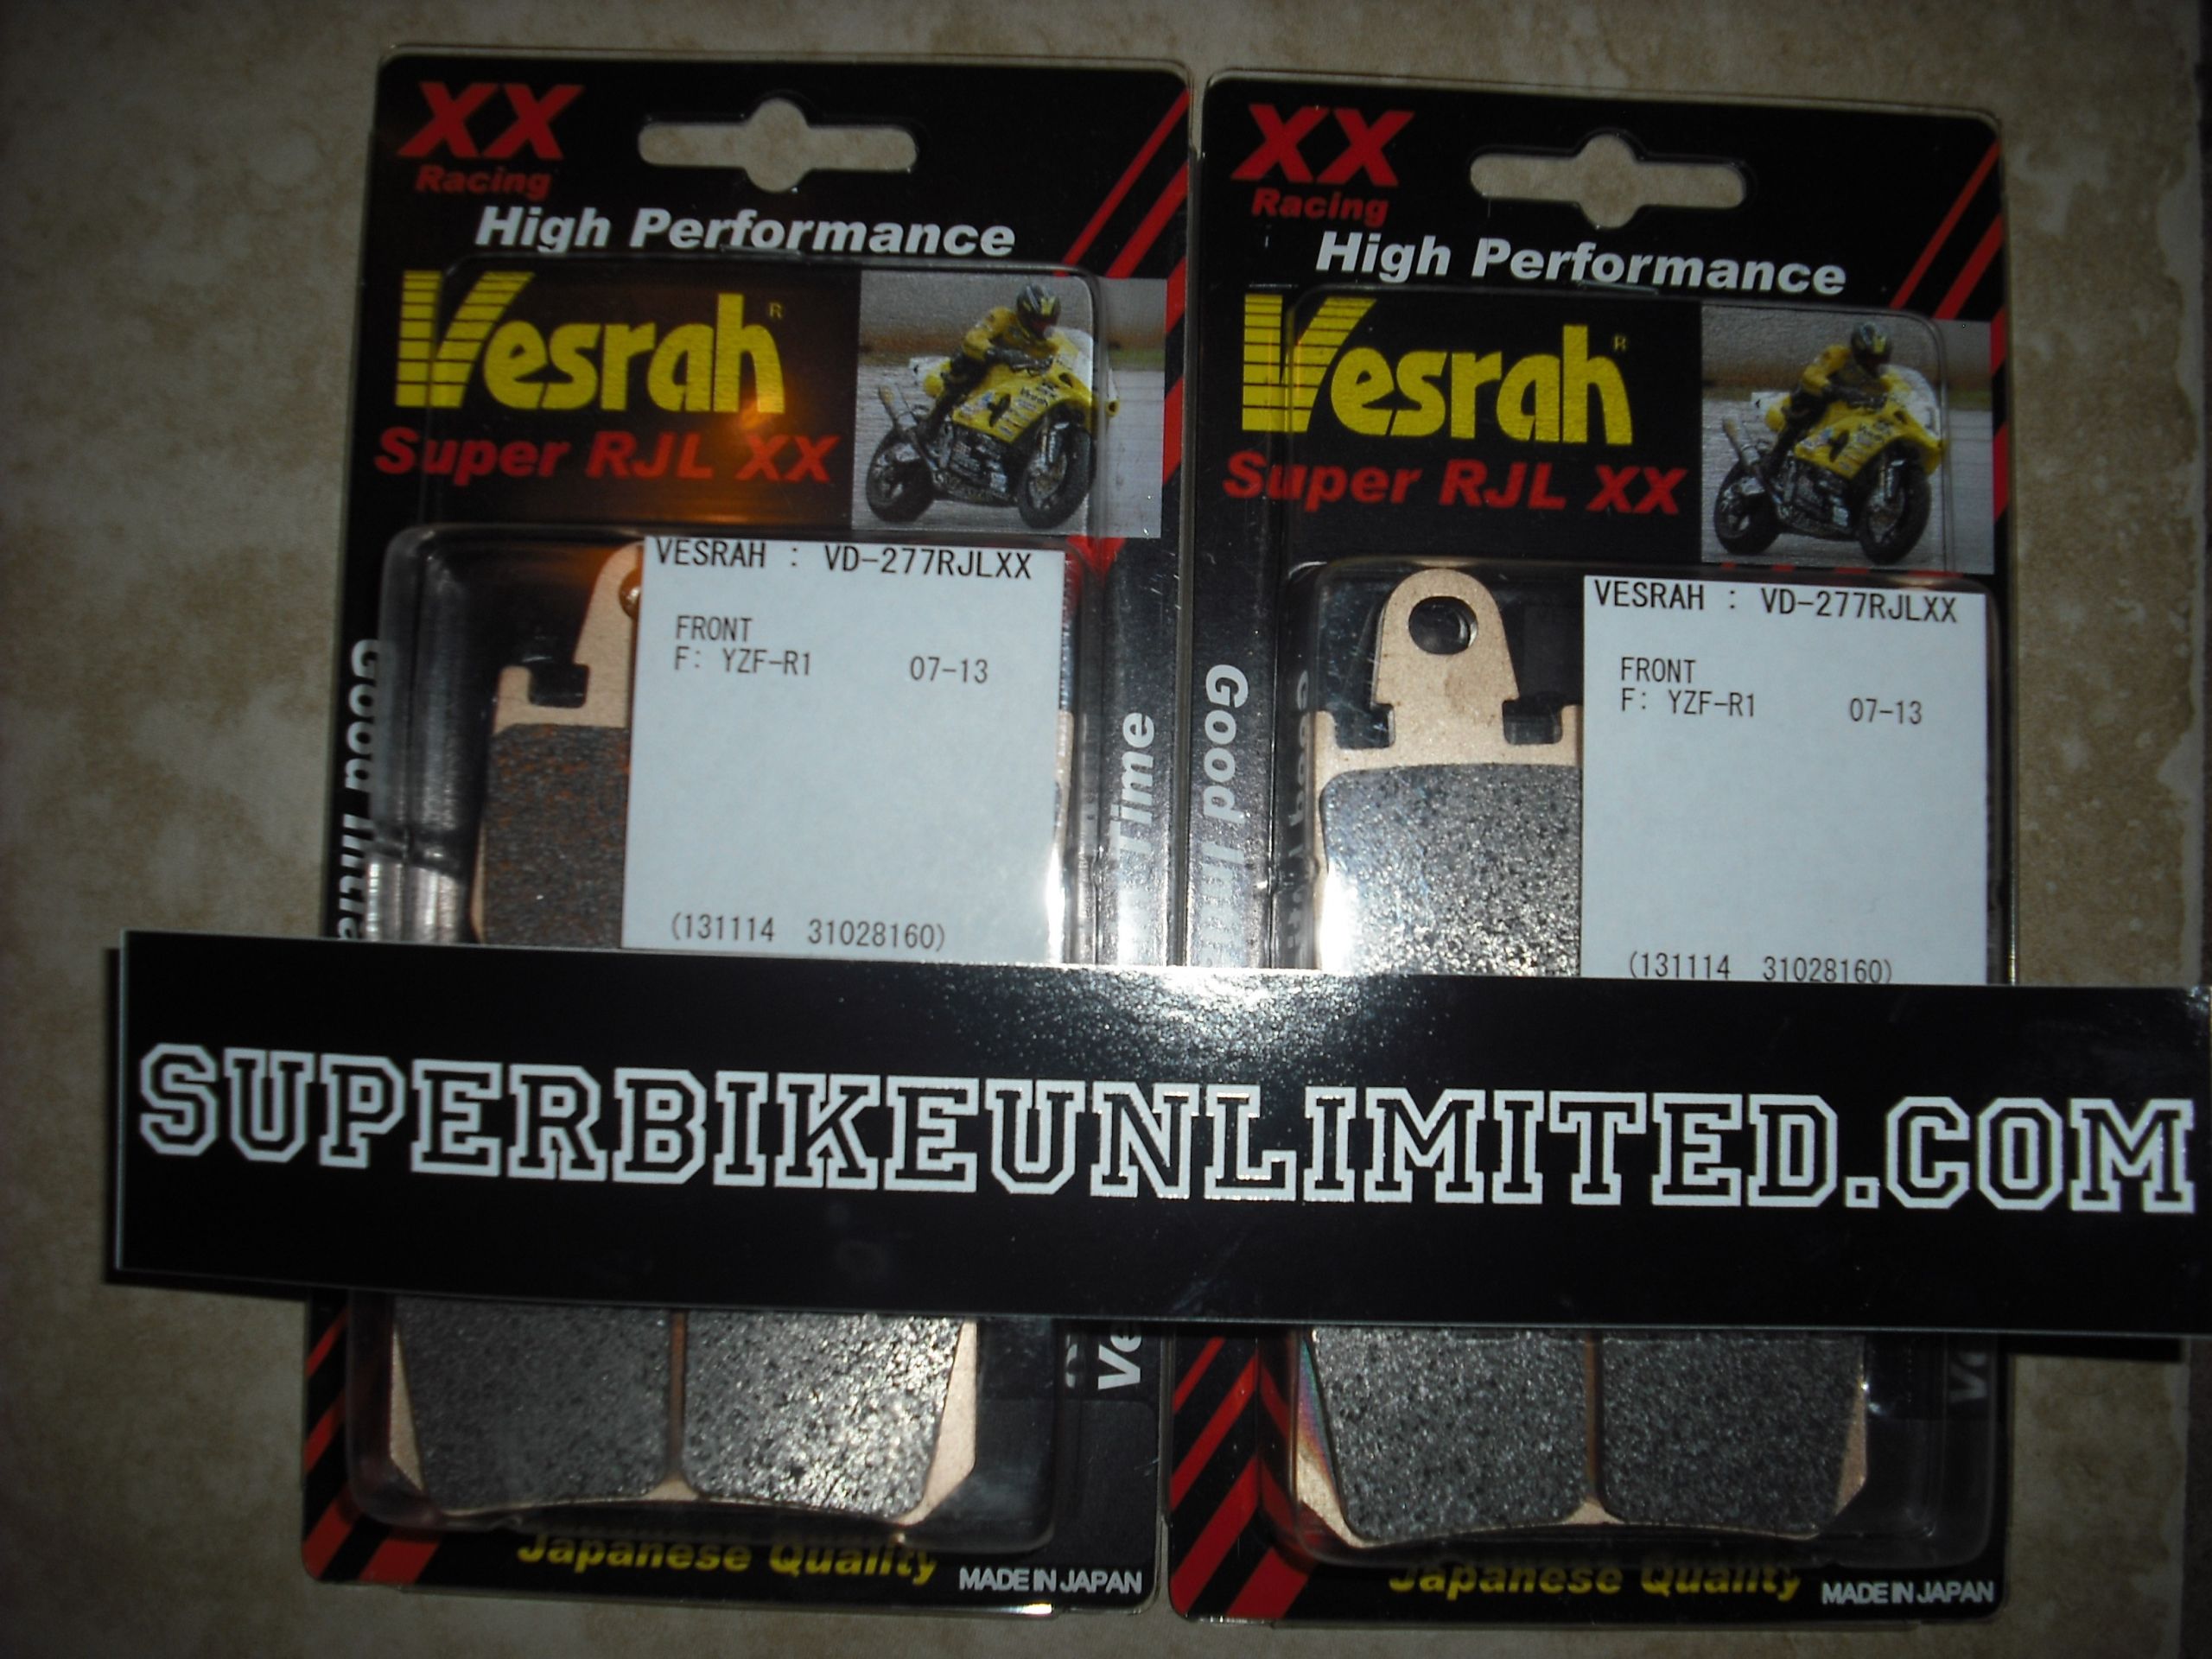 XX
Racing
High Performance
Vesrah®
Super RJL XX
VESRAH : VD-277RJLXX
FRONT
F: YZF-R1 07-13
(131114 31028160)
Good
Time
Japanese Quality
MADE IN JAPAN
XX
Racing
High Performance
Vesrah®
Super RJL XX
VESRAH : VD-277RJLXX
FRONT
F: YZF-R1 07-13
(131114 31028160)
Good
Japanese Quality
MADE IN JAPAN
SUPERBIKEUNLIMITED.COM